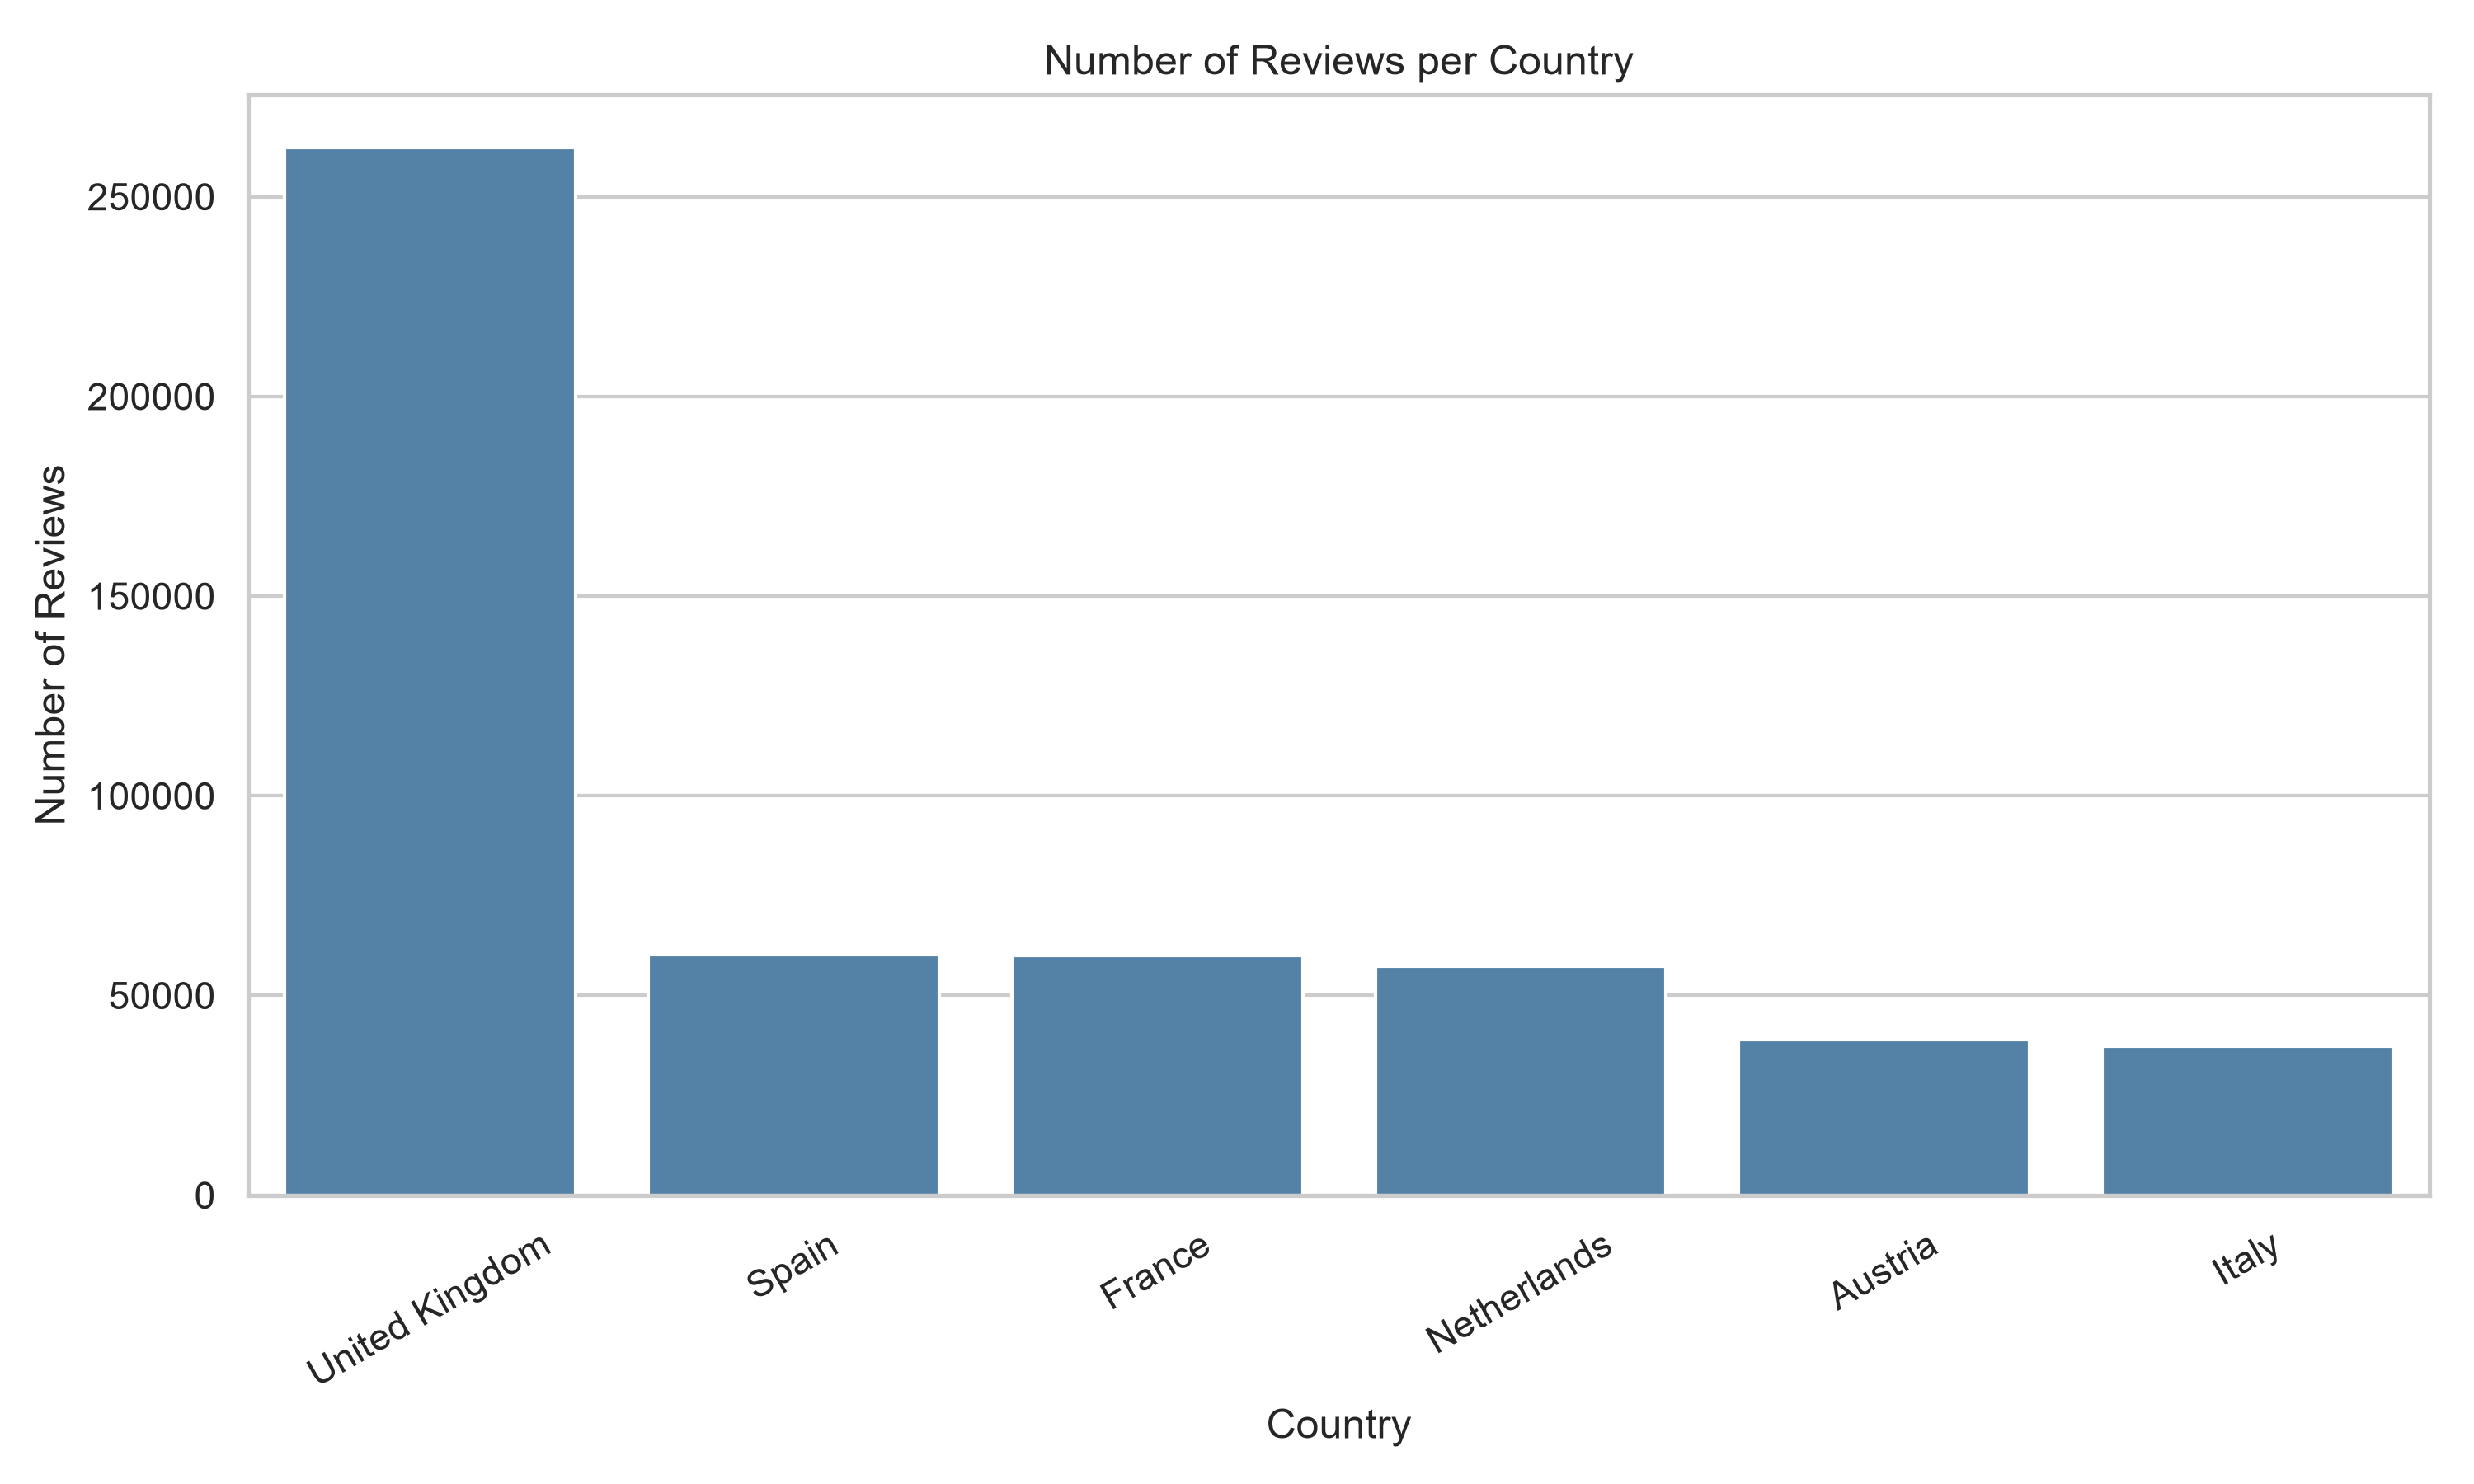 Number of Reviews per Country
Number of Reviews
250000
200000
150000
100000
50000
0
United Kingdom
Spain
France
Netherlands
Austria
Italy
Country